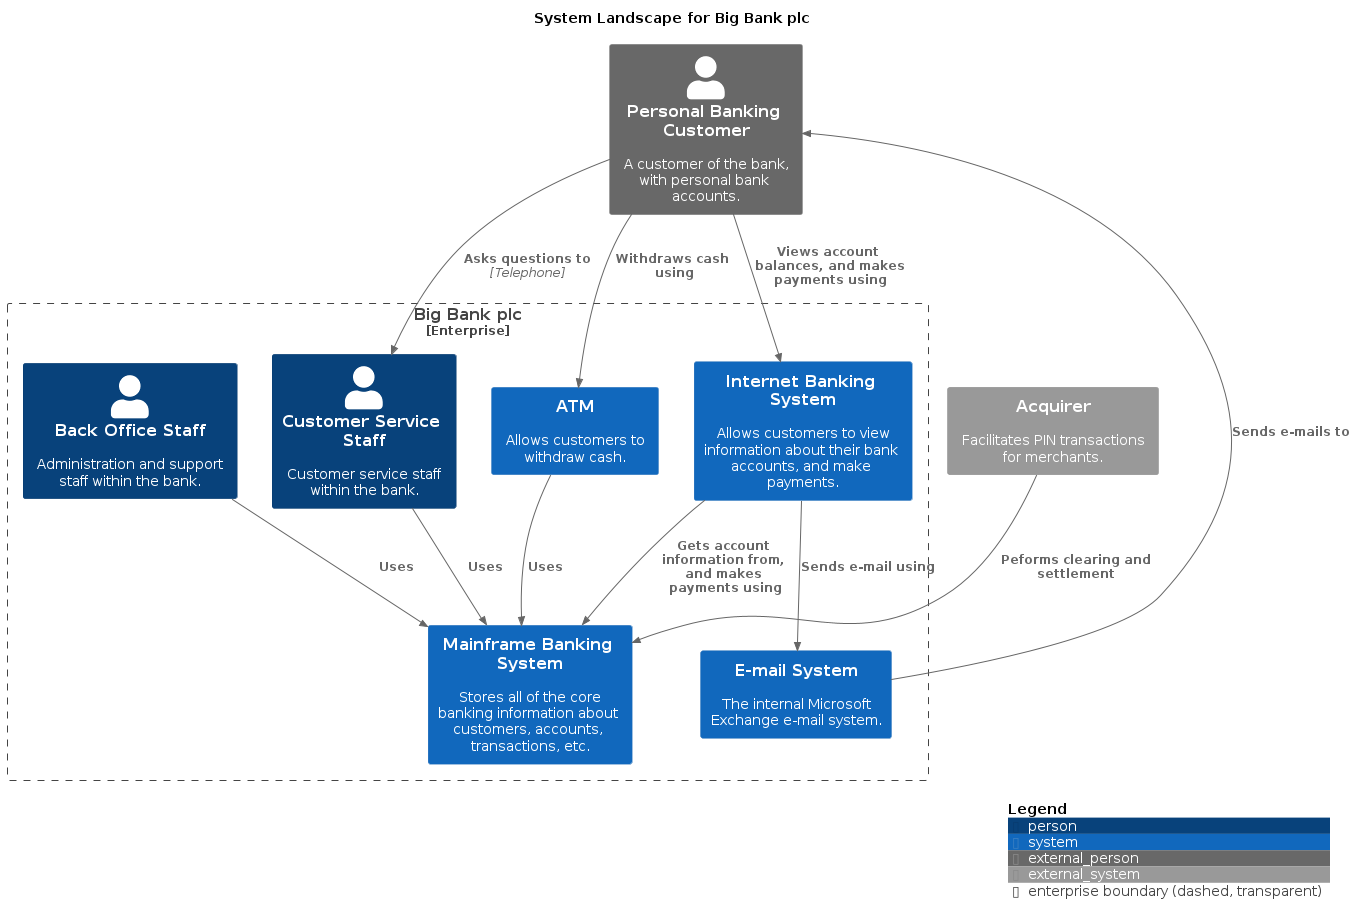 System Landscape for Big Bank plc
Personal Banking
Customer
A customer of the bank,
with personal bank
accounts.
Asks questions to
[Telephone]
Withdraws cash
using
Views account
balances, and makes
payments using
Big Bank plc
[Enterprise]
Back Office Staff
Administration and support
staff within the bank.
Customer Service
Staff
Customer service staff
within the bank.
ATM
Allows customers to
withdraw cash.
Internet Banking
System
Allows customers to view
information about their bank
accounts, and make
payments.
Acquirer
Facilitates PIN transactions
for merchants.
Sends e-mails to
Uses
Uses
Uses
Gets account
information from,
and makes
payments using
Sends e-mail using
Peforms clearing and
settlement
Mainframe Banking
System
Stores all of the core
banking information about
customers, accounts,
transactions, etc.
E-mail System
The internal Microsoft
Exchange e-mail system.
Legend
person
system
external_person
external_system
enterprise boundary (dashed, transparent)